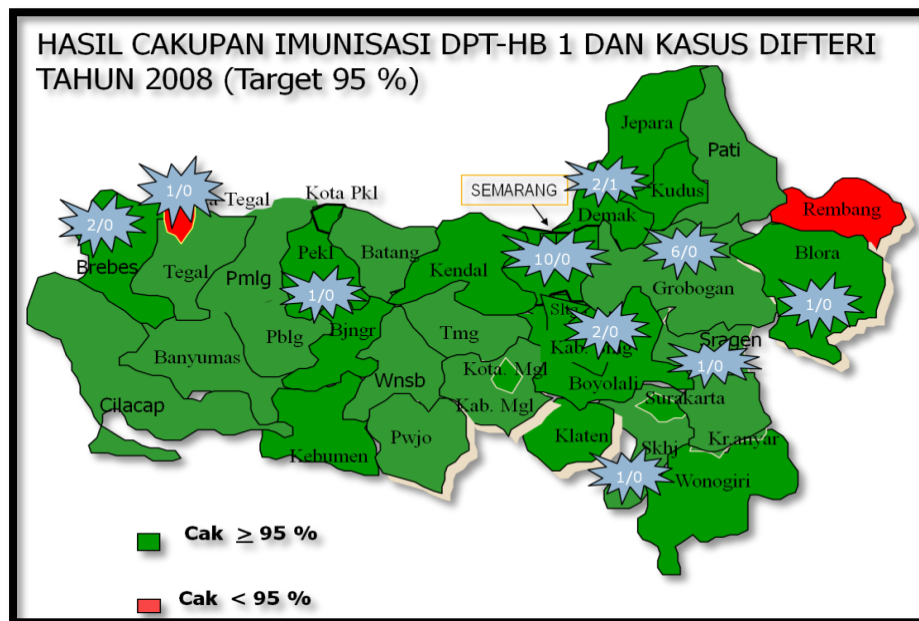 HASIL CAKUPAN IMUNISASI DPT-HB 1 DAN KASUS DIFTERI
TAHUN 2008 (Target 95 %)
Jepara
Pati
1/0
Tegal
Kota Pkl
SEMARANG
2/1
Kudus
Rembang
2/0
Demak
Brebes
Pekl
Batang
Kendal
10/0
6/0
Blora
Tegal
Pmlg
Grobogan
1/0
1/0
Pblg
Bjngr
Tmg
2/0
Kab.
Sragen
Banyumas
Kota. Mgl
1/0
Wnsb
Boyolali
Cilacap
Kab. Mgl
Surakarta
Pwjo
Klaten
Skhj
Kr.anyar
Kebumen
1/0
Wonogiri
Cak ≥ 95 %
Cak < 95 %